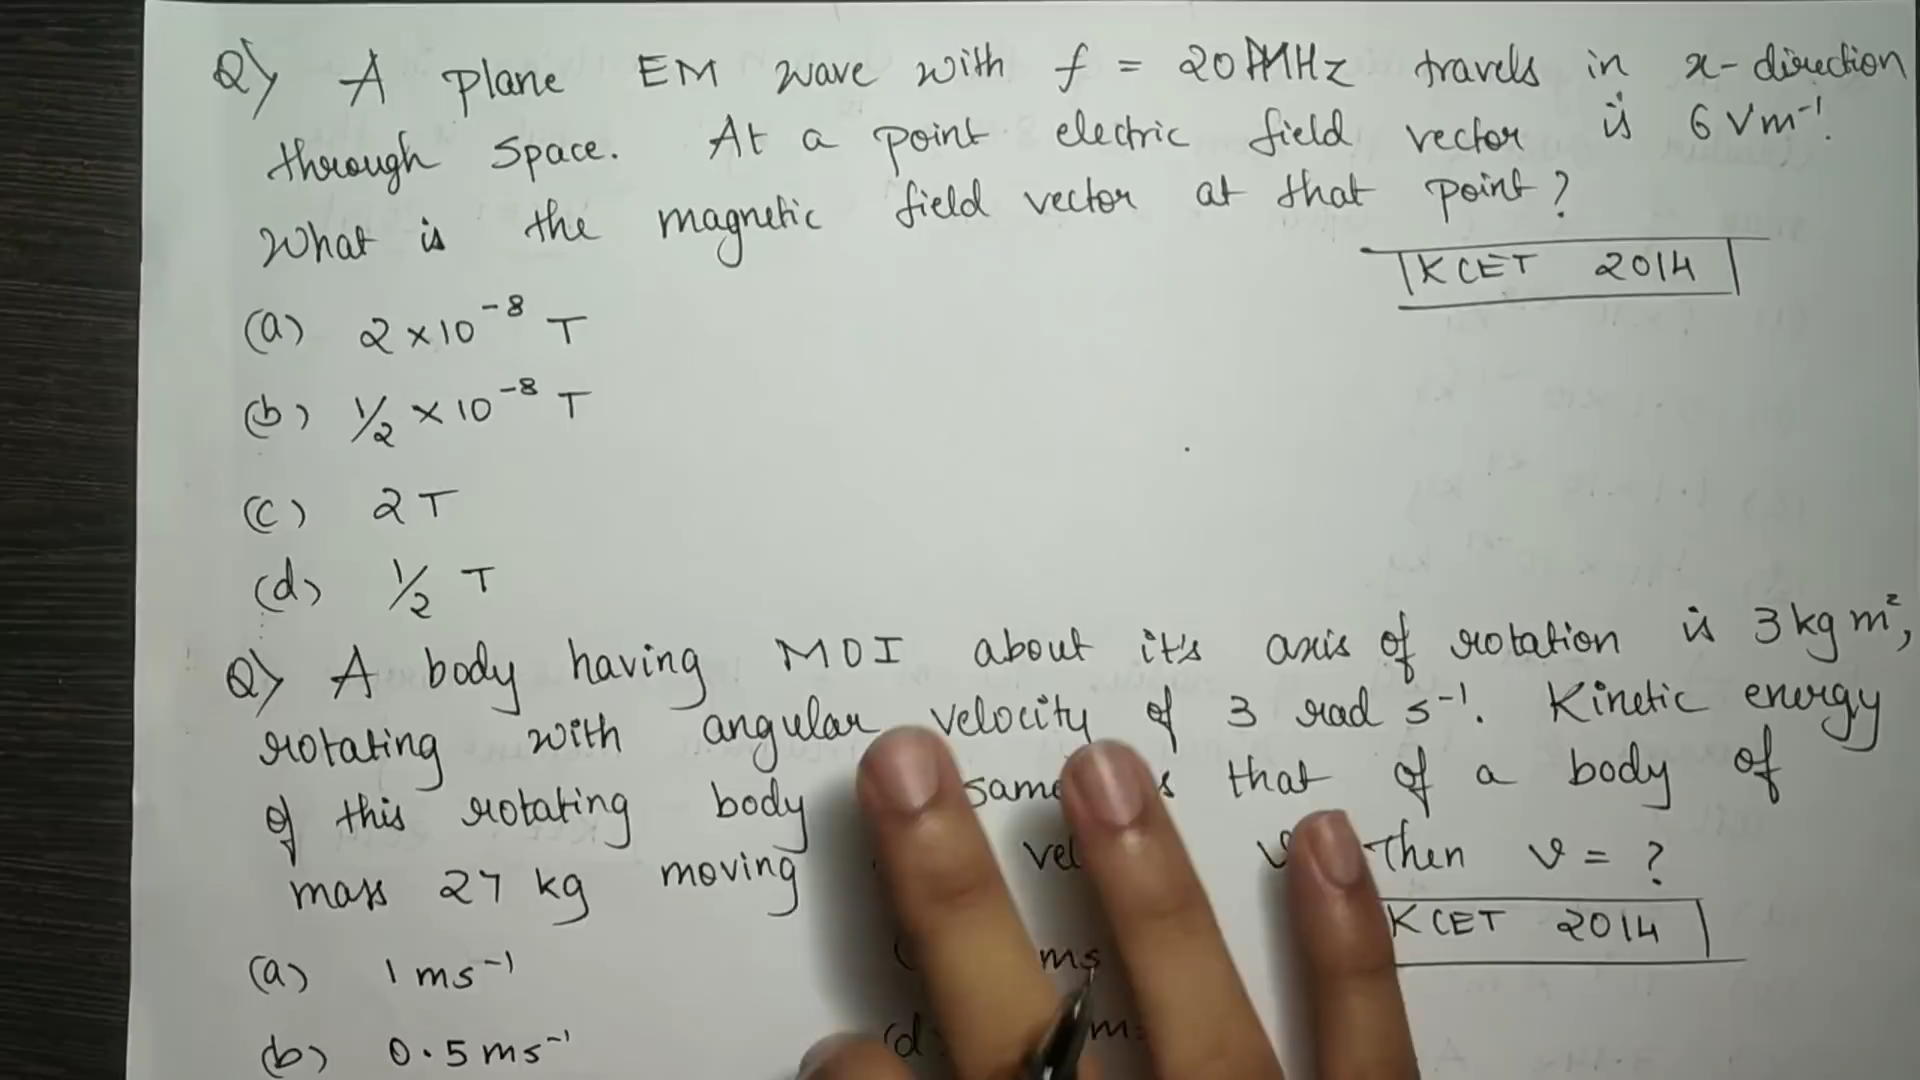 Q) A plane EM wave with f = 20 MHz travels in x-direction
through space. At a point electric field vector is 6 Vm⁻¹.
What is the magnetic field vector at that point?
KCET 2014
(a) 2 × 10⁻⁸ T
(b) 1/2 × 10⁻⁸ T
(c) 2 T
(d) 1/2 T
Q) A body having MOI about it's axis of rotation is 3 kg m²,
rotating with angular velocity of 3 rad s⁻¹. Kinetic energy
of this rotating body same that of a body of
mass 27 kg moving then v = ?
KCET 2014
(a) 1 ms⁻¹
(b) 0.5 ms⁻¹
(d)